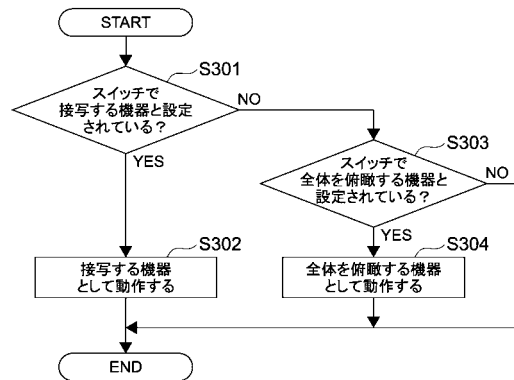 START
S301
スイッチで
接写する機器と設定
されている？
NO
YES
S303
スイッチで
全体を俯瞰する機器と
設定されている？
NO
YES
S302
接写する機器
として動作する
S304
全体を俯瞰する機器
として動作する
END